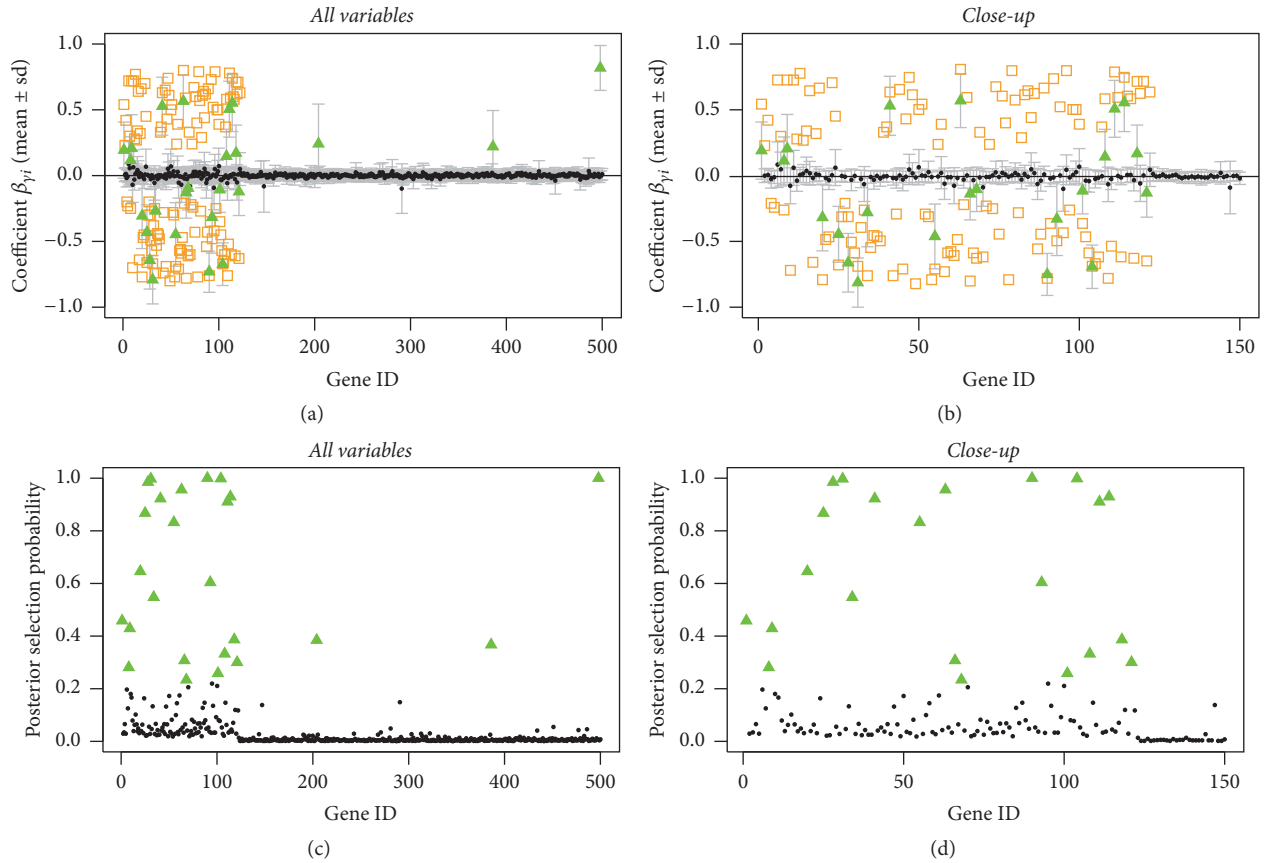 All variables
1.0
0.5
0.0
−0.5
−1.0
Coefficient βγi (mean ± sd)
0 100 200 300 400 500
Gene ID
(a)
Close-up
1.0
0.5
0.0
−0.5
−1.0
Coefficient βγi (mean ± sd)
0 50 100 150
Gene ID
(b)
All variables
1.0
0.8
0.6
0.4
0.2
0.0
Posterior selection probability
0 100 200 300 400 500
Gene ID
(c)
Close-up
1.0
0.8
0.6
0.4
0.2
0.0
Posterior selection probability
0 50 100 150
Gene ID
(d)